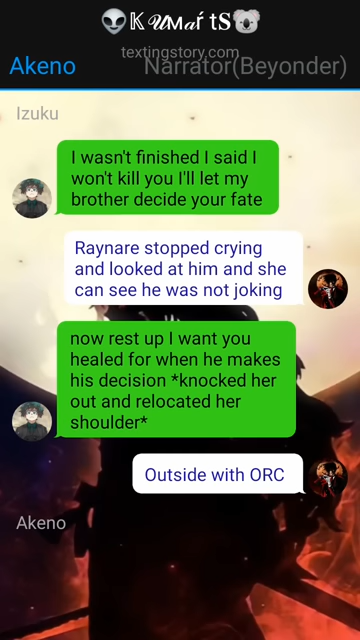 👽𝕂 𝓤𝓜𝓪ŕ t𝐒🐨
textingstory.com
Akeno
Narrator(Beyonder)
Izuku
I wasn't finished I said I
won't kill you I'll let my
brother decide your fate
Raynare stopped crying
and looked at him and she
can see he was not joking
now rest up I want you
healed for when he makes
his decision *knocked her
out and relocated her
shoulder*
Outside with ORC
Akeno